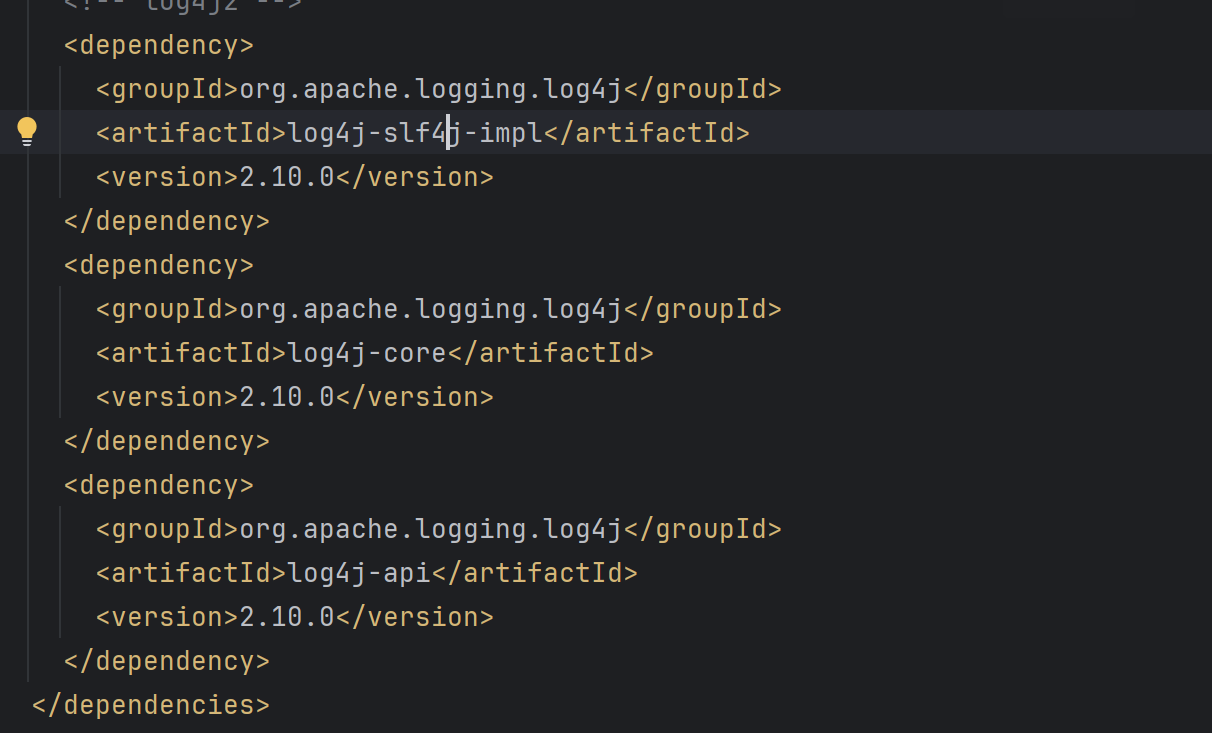 <!-- log4j2 -->
<dependency>
<groupId>org.apache.logging.log4j</groupId>
<artifactId>log4j-slf4j-impl</artifactId>
<version>2.10.0</version>
</dependency>
<dependency>
<groupId>org.apache.logging.log4j</groupId>
<artifactId>log4j-core</artifactId>
<version>2.10.0</version>
</dependency>
<dependency>
<groupId>org.apache.logging.log4j</groupId>
<artifactId>log4j-api</artifactId>
<version>2.10.0</version>
</dependency>
</dependencies>